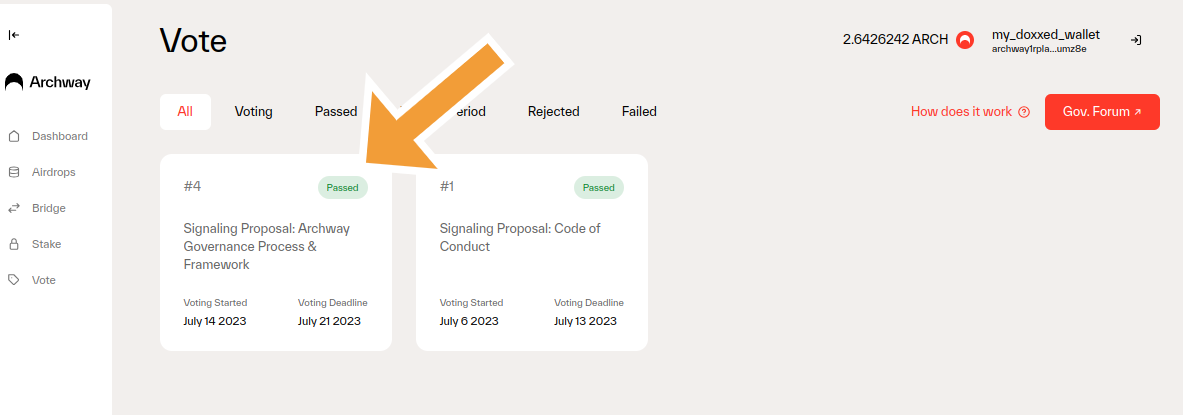 Vote
2.6426242 ARCH
my_doxxed_wallet
archway1rpla...umz8e
Archway
All
Voting
Passed
eriod
Rejected
Failed
How does it work
Gov. Forum
Dashboard
Airdrops
Bridge
Stake
Vote
#4
Passed
Signaling Proposal: Archway
Governance Process &
Framework
Voting Started
Voting Deadline
July 14 2023
July 21 2023
#1
Passed
Signaling Proposal: Code of
Conduct
Voting Started
Voting Deadline
July 6 2023
July 13 2023